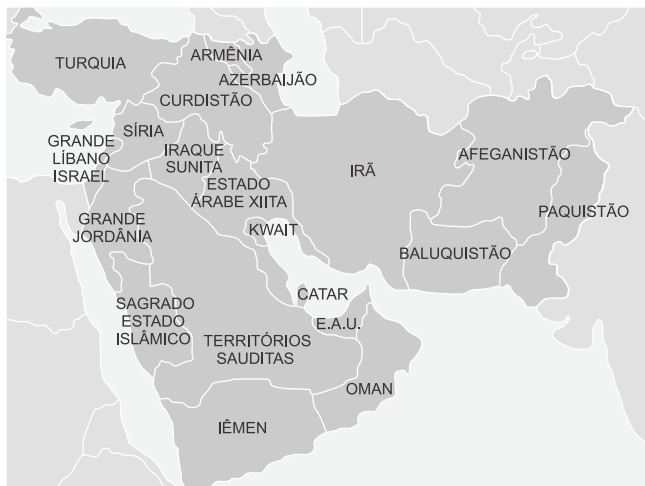 TURQUIA
ARMÊNIA
AZERBAIJÃO
CURDISTÃO
SÍRIA
GRANDE
LÍBANO
ISRAEL
IRAQUE
SUNITA
ESTADO
ÁRABE XIITA
IRÃ
AFEGANISTÃO
PAQUISTÃO
GRANDE
JORDÂNIA
KWAIT
BALUQUISTÃO
CATAR
E.A.U.
SAGRADO
ESTADO
ISLÂMICO
TERRITÓRIOS
SAUDITAS
OMAN
IÊMEN